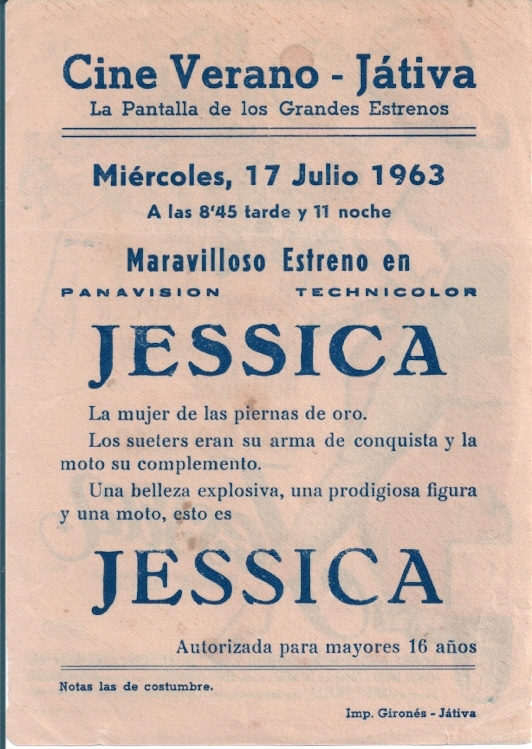 Cine Verano - Játiva
La Pantalla de los Grandes Estrenos
Miércoles, 17 Julio 1963
A las 8'45 tarde y 11 noche
Maravilloso Estreno en
PANAVISION TECHNICOLOR
JESSICA
La mujer de las piernas de oro.
Los sueters eran su arma de conquista y la
moto su complemento.
Una belleza explosiva, una prodigiosa figura
y una moto, esto es
JESSICA
Autorizada para mayores 16 años
Notas las de costumbre.
Imp. Gironés - Játiva